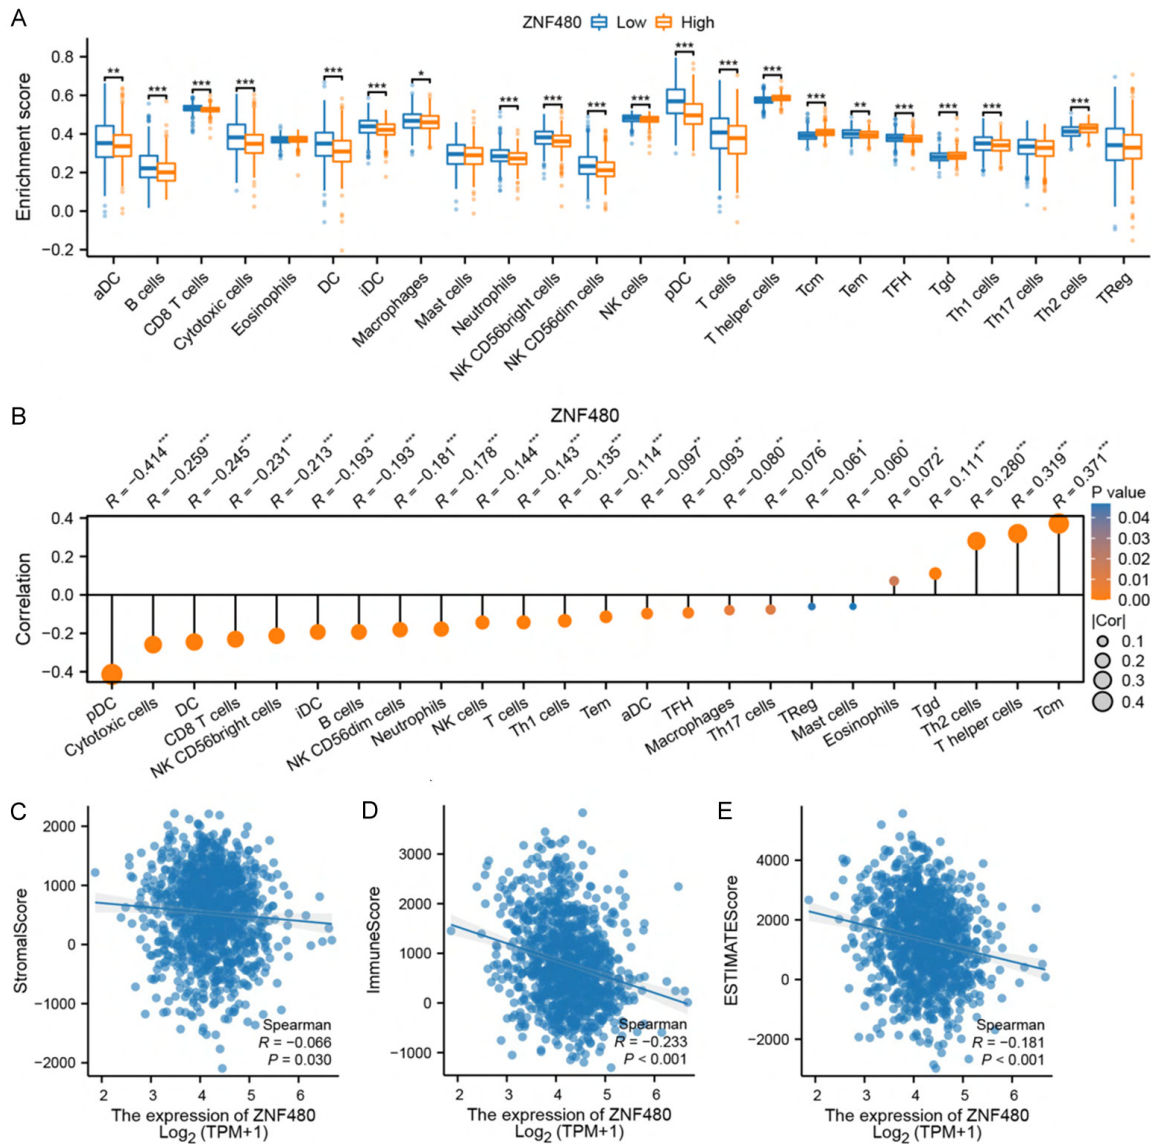 A
ZNF480 Low High
Enrichment score
0.8
0.6
0.4
0.2
0.0
−0.2
** *** *** *** *** *** * *** *** *** *** *** *** *** *** ** *** *** *** ***
aDC
B cells
CD8 T cells
Cytotoxic cells
Eosinophils
DC
iDC
Macrophages
Mast cells
Neutrophils
NK CD56bright cells
NK CD56dim cells
NK cells
pDC
T cells
T helper cells
Tcm
Tem
TFH
Tgd
Th1 cells
Th17 cells
Th2 cells
TReg
B
ZNF480
R = −0.414***
R = −0.259***
R = −0.245***
R = −0.231***
R = −0.213***
R = −0.193***
R = −0.193***
R = −0.181***
R = −0.178***
R = −0.144***
R = −0.143***
R = −0.135***
R = −0.114***
R = −0.097**
R = −0.093**
R = −0.080**
R = −0.076*
R = −0.061*
R = −0.060*
R = 0.072*
R = 0.111***
R = 0.280***
R = 0.319***
R = 0.371***
Correlation
0.4
0.2
0.0
−0.2
−0.4
pDC
Cytotoxic cells
DC
CD8 T cells
NK CD56bright cells
iDC
B cells
NK CD56dim cells
Neutrophils
NK cells
T cells
Th1 cells
Tem
aDC
TFH
Macrophages
Th17 cells
TReg
Mast cells
Eosinophils
Tgd
Th2 cells
T helper cells
Tcm
P value
0.04
0.03
0.02
0.01
0.00
|Cor|
0.1
0.2
0.3
0.4
C
StromalScore
2000
1000
0
−1000
−2000
Spearman
R = −0.066
P = 0.030
2 3 4 5 6
The expression of ZNF480
Log2 (TPM+1)
D
ImmuneScore
3000
2000
1000
0
−1000
Spearman
R = −0.233
P < 0.001
2 3 4 5 6
The expression of ZNF480
Log2 (TPM+1)
E
ESTIMATEScore
4000
2000
0
−2000
Spearman
R = −0.181
P < 0.001
2 3 4 5 6
The expression of ZNF480
Log2 (TPM+1)